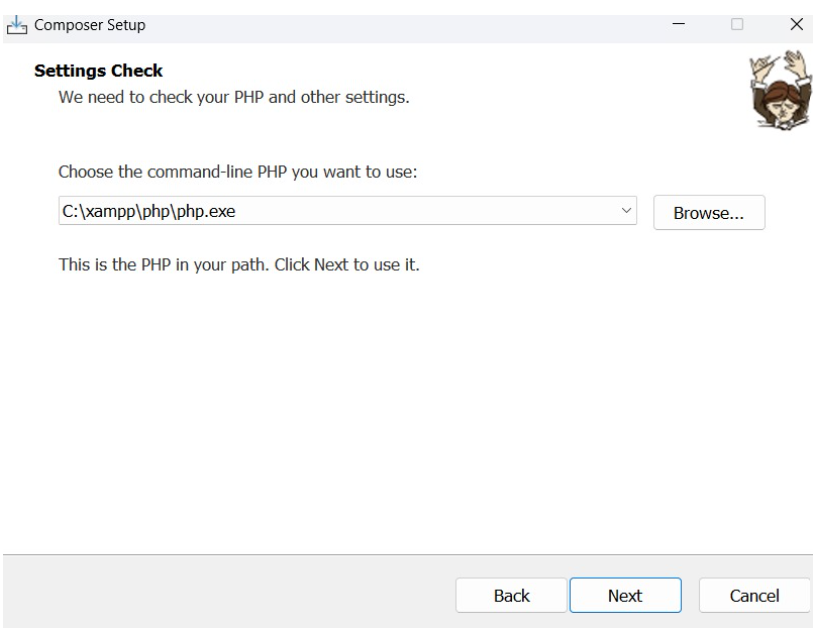 Composer Setup
Settings Check
We need to check your PHP and other settings.
Choose the command-line PHP you want to use:
C:\xampp\php\php.exe
Browse...
This is the PHP in your path. Click Next to use it.
Back
Next
Cancel